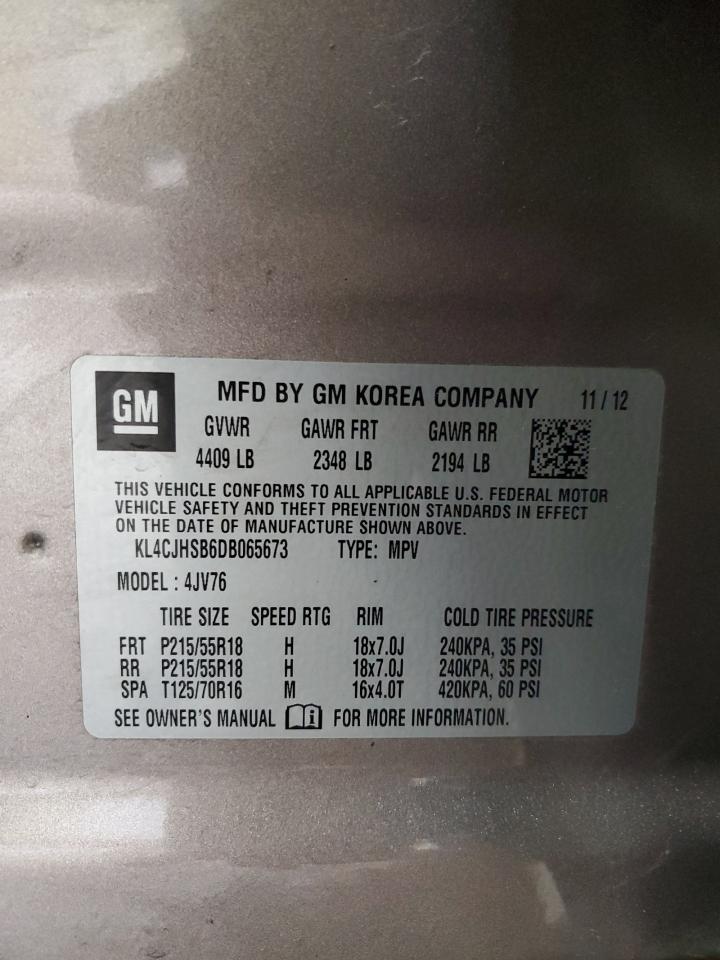 GM
MFD BY GM KOREA COMPANY 11/12
GVWR GAWR FRT GAWR RR
4409 LB 2348 LB 2194 LB
THIS VEHICLE CONFORMS TO ALL APPLICABLE U.S. FEDERAL MOTOR
VEHICLE SAFETY AND THEFT PREVENTION STANDARDS IN EFFECT
ON THE DATE OF MANUFACTURE SHOWN ABOVE.
KL4CJHSB6DB065673 TYPE: MPV
MODEL : 4JV76
TIRE SIZE SPEED RTG RIM COLD TIRE PRESSURE
FRT P215/55R18 H 18x7.0J 240KPA, 35 PSI
RR P215/55R18 H 18x7.0J 240KPA, 35 PSI
SPA T125/70R16 M 16x4.0T 420KPA, 60 PSI
SEE OWNER'S MANUAL i FOR MORE INFORMATION.